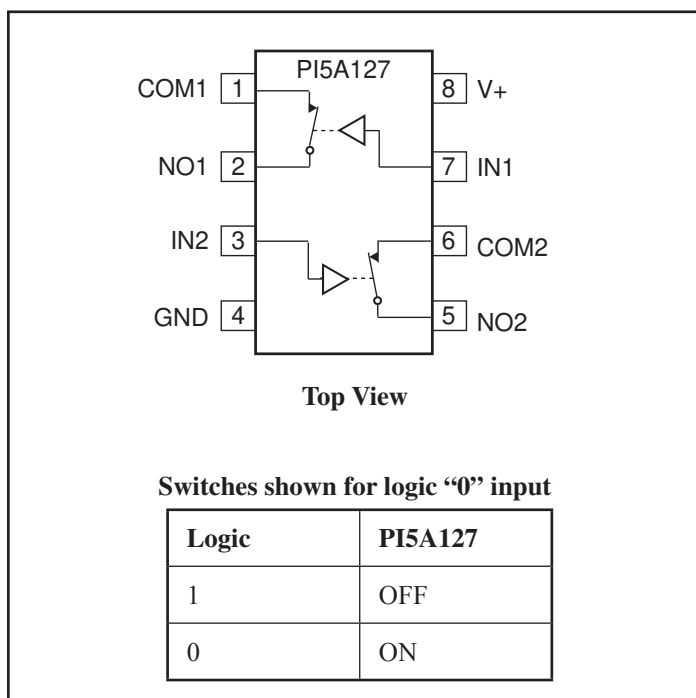 PI5A127
COM1 1 8 V+
NO1 2 7 IN1
IN2 3 6 COM2
GND 4 5 NO2
Top View
Switches shown for logic “0” input
Logic PI5A127
1 OFF
0 ON